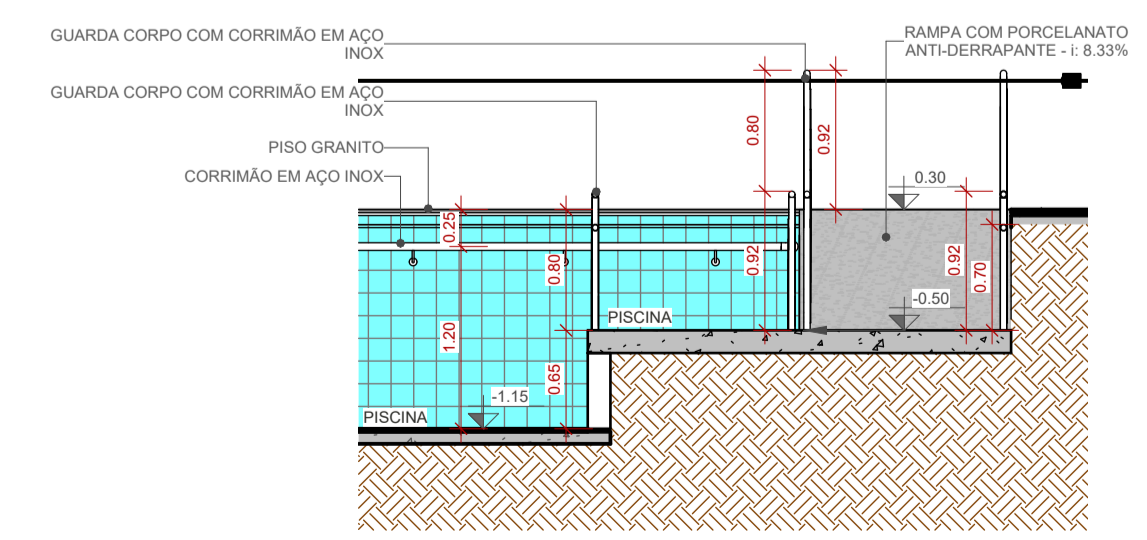 GUARDA CORPO COM CORRIMÃO EM AÇO
INOX
RAMPA COM PORCELANATO
ANTI-DERRAPANTE - i: 8.33%
GUARDA CORPO COM CORRIMÃO EM AÇO
INOX
PISO GRANITO
CORRIMÃO EM AÇO INOX
0.80
0.92
0.30
0.25
0.80
0.92
0.92
0.70
-0.50
PISCINA
1.20
0.65
-1.15
PISCINA